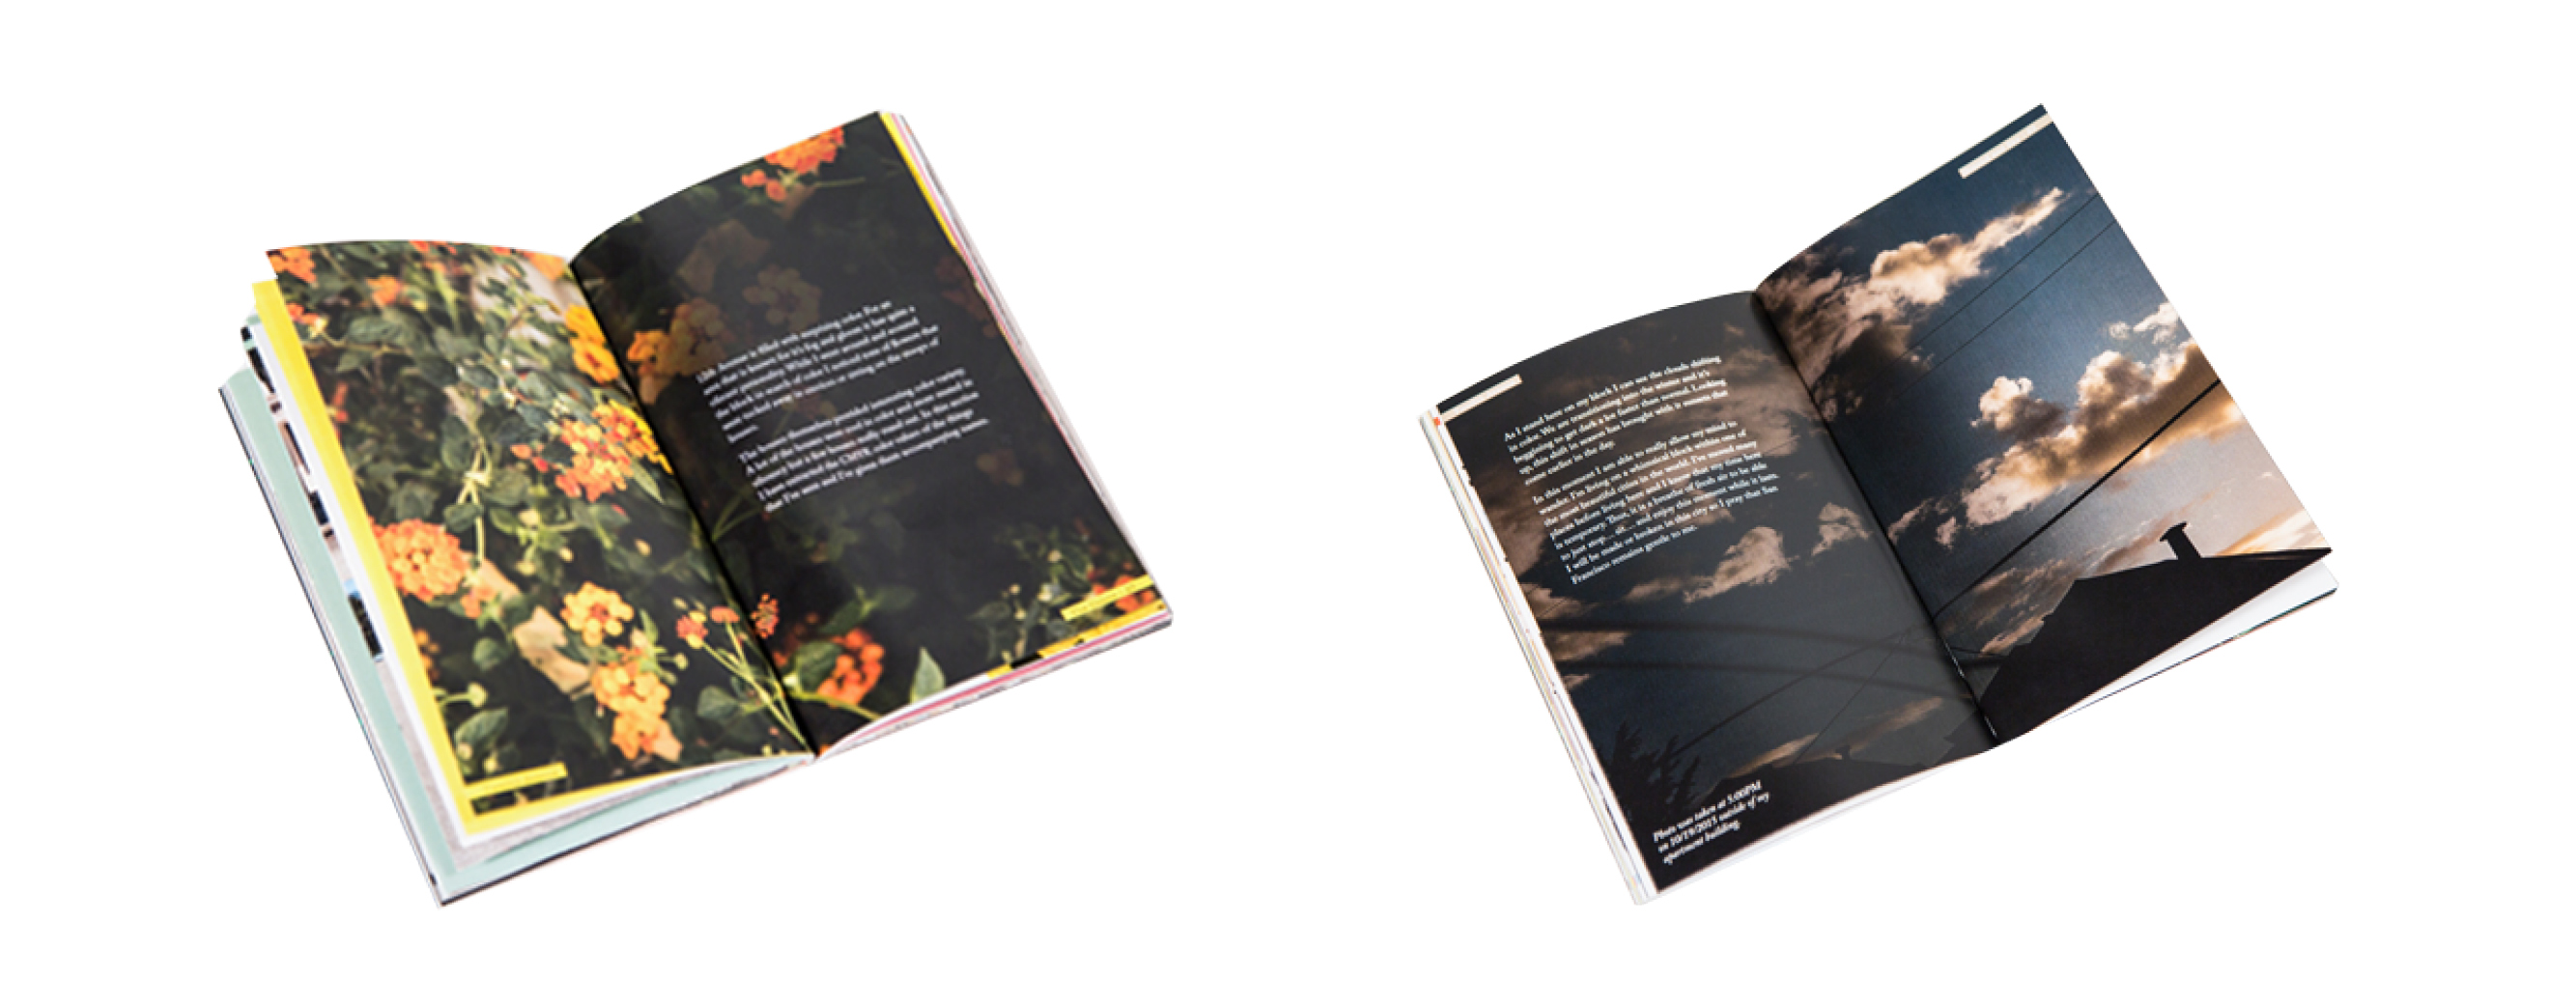 13th Avenue is filled with surprising color. For an
area that is known for it's fog and gloom it has quite a
vibrant personality. While I went around and around
the block in search of color I noticed tons of flowers that
were tucked away in crevices or sitting on the stoops of
houses.
The houses themselves provided interesting color variety.
A lot of the houses were used to color and were muted in
vibrancy but a few houses really stood out. In this section
I have extracted the CMYK color values of the things
that I've seen and I've given them accompanying names.
As I stand here on my block I can see the clouds shifting
in color. We are transitioning into the winter and it's
beginning to get dark a lot faster than normal. Looking
up, this shift in season has brought with it sunsets that
come earlier in the day.
In this moment I am able to really allow my mind to
wander. I'm living on a whimsical block within one of
the most beautiful cities in the world. I've moved many
places before living here and I know that my time here
is temporary. Thus, it is a breathe of fresh air to be able
to just stop... sit... and enjoy this moment while it lasts.
I will be made or broken in this city so I pray that San
Francisco remains gentle to me.
Photo was taken at 5:00PM
on 10/19/2015 outside of my
apartment building.